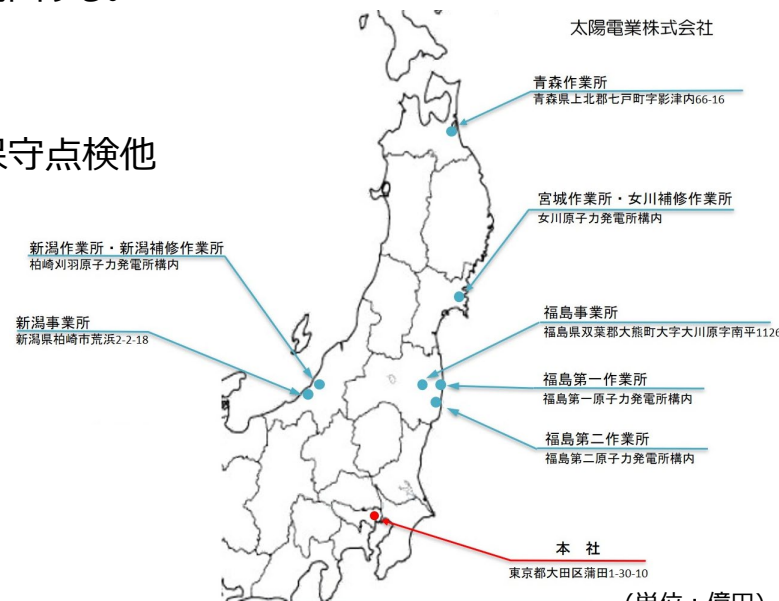 太陽電業株式会社
青森作業所
青森県上北郡七戸町字影津内66-16
保守点検他
宮城作業所・女川補修作業所
女川原子力発電所構内
新潟作業所・新潟補修作業所
柏崎刈羽原子力発電所構内
新潟事業所
新潟県柏崎市荒浜2-2-18
福島事業所
福島県双葉郡大熊町大字大川原字南平1126
福島第一作業所
福島第一原子力発電所構内
福島第二作業所
福島第二原子力発電所構内
本 社
東京都大田区蒲田1-30-10
(単位:億円)